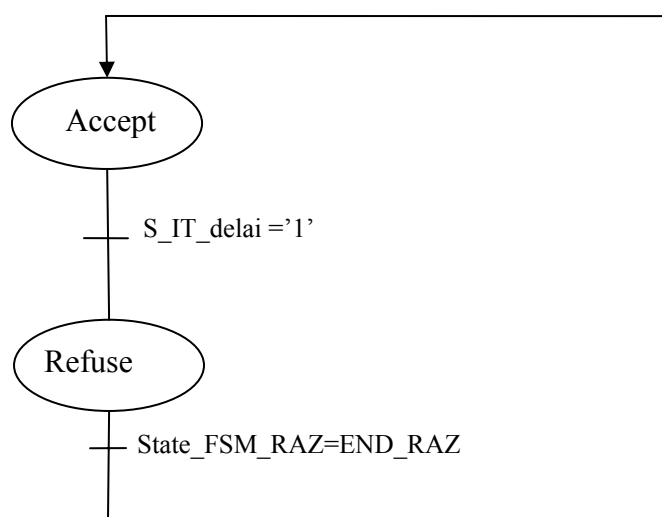 Accept
S_IT_delai =’1’
Refuse
State_FSM_RAZ=END_RAZ